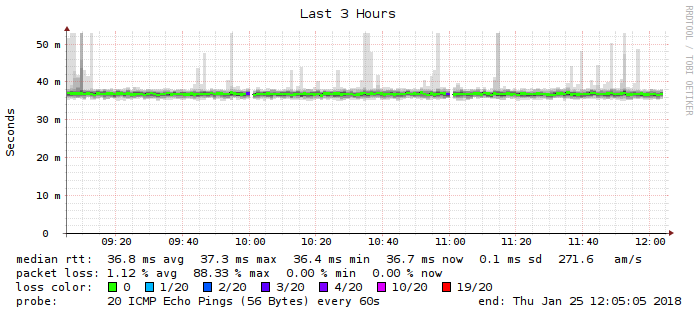 Last 3 Hours
RRDTOOL / TOBI OETIKER
Seconds
50 m
40 m
30 m
20 m
10 m
0
09:20 09:40 10:00 10:20 10:40 11:00 11:20 11:40 12:00
median rtt: 36.8 ms avg 37.3 ms max 36.4 ms min 36.7 ms now 0.1 ms sd 271.6 am/s
packet loss: 1.12 % avg 88.33 % max 0.00 % min 0.00 % now
loss color: 0 1/20 2/20 3/20 4/20 10/20 19/20
probe: 20 ICMP Echo Pings (56 Bytes) every 60s end: Thu Jan 25 12:05:05 2018